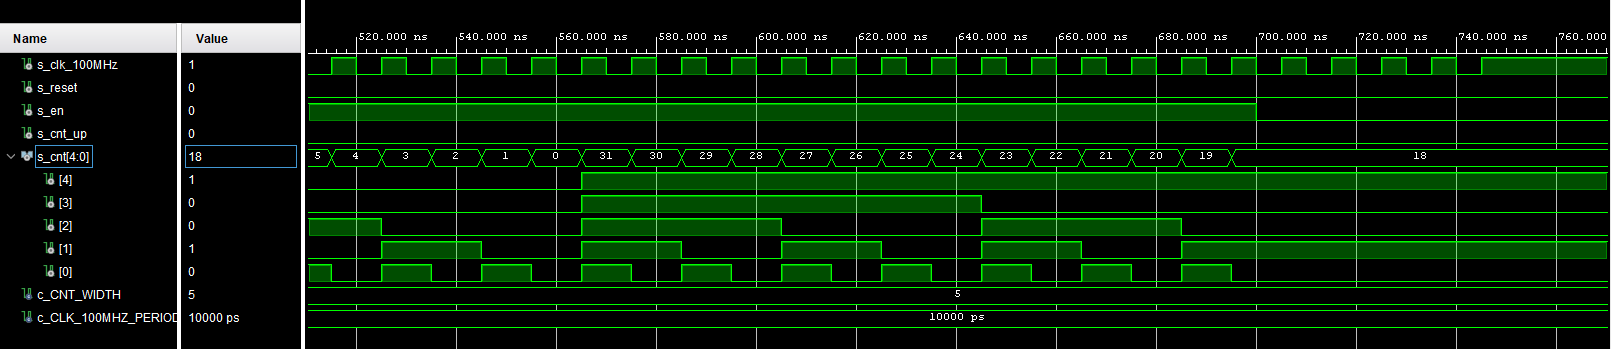 Name Value
520.000 ns 540.000 ns 560.000 ns 580.000 ns 600.000 ns 620.000 ns 640.000 ns 660.000 ns 680.000 ns 700.000 ns 720.000 ns 740.000 ns 760.000
s_clk_100MHz 1
s_reset 0
s_en 0
s_cnt_up 0
s_cnt[4:0] 18 5 4 3 2 1 0 31 30 29 28 27 26 25 24 23 22 21 20 19 18
[4] 1
[3] 0
[2] 0
[1] 1
[0] 0
c_CNT_WIDTH 5 5
c_CLK_100MHZ_PERIOD 10000 ps 10000 ps